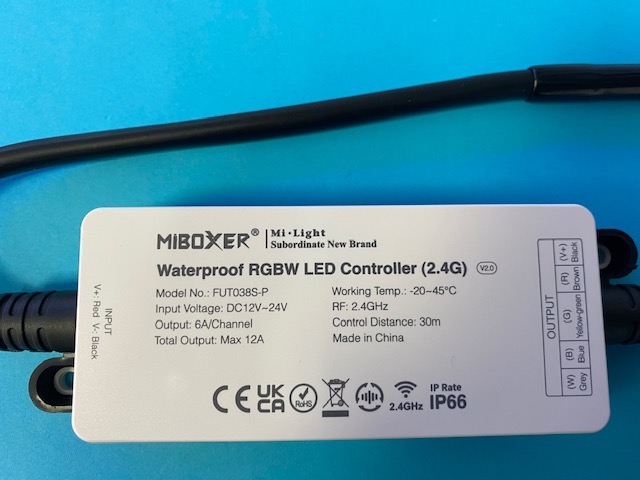 MIBOXER® Mi·Light
Subordinate New Brand
Waterproof RGBW LED Controller (2.4G) V2.0
Model No.: FUT038S-P
Input Voltage: DC12V~24V
Output: 6A/Channel
Total Output: Max 12A
Working Temp.: -20~45°C
RF: 2.4GHz
Control Distance: 30m
Made in China
CE UK
CA
RoHS
2.4GHz
IP Rate
IP66
INPUT
V+: Red V-: Black
OUTPUT
(V+) Black
(R) Brown
(G) Yellow-green
(B) Blue
(W) Grey